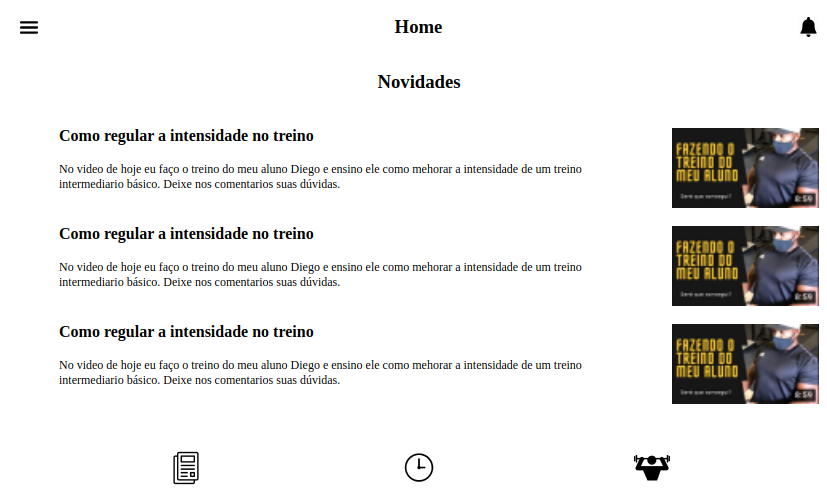 Home
Novidades
Como regular a intensidade no treino
No video de hoje eu faço o treino do meu aluno Diego e ensino ele como mehorar a intensidade de um treino
intermediario básico. Deixe nos comentarios suas dúvidas.
FAZENDO O
TREINO DO
MEU ALUNO
Será que consegui?
8:59
Como regular a intensidade no treino
No video de hoje eu faço o treino do meu aluno Diego e ensino ele como mehorar a intensidade de um treino
intermediario básico. Deixe nos comentarios suas dúvidas.
FAZENDO O
TREINO DO
MEU ALUNO
Será que consegui?
8:59
Como regular a intensidade no treino
No video de hoje eu faço o treino do meu aluno Diego e ensino ele como mehorar a intensidade de um treino
intermediario básico. Deixe nos comentarios suas dúvidas.
FAZENDO O
TREINO DO
MEU ALUNO
Será que consegui?
8:59